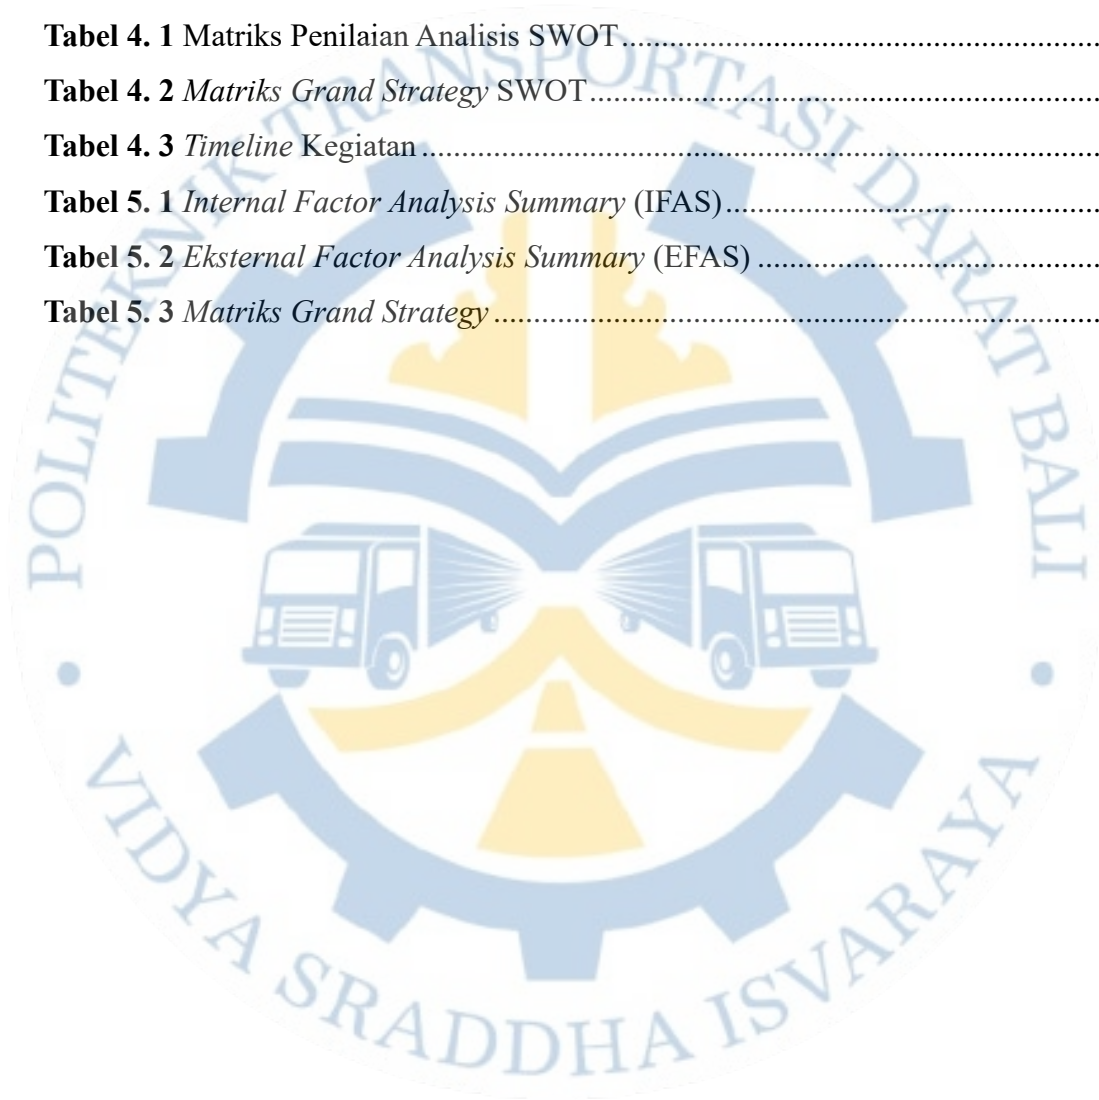 Tabel 4. 1 Matriks Penilaian Analisis SWOT........................................................
Tabel 4. 2 Matriks Grand Strategy SWOT............................................................
Tabel 4. 3 Timeline Kegiatan.................................................................................
Tabel 5. 1 Internal Factor Analysis Summary (IFAS)...........................................
Tabel 5. 2 Eksternal Factor Analysis Summary (EFAS) ........................................
Tabel 5. 3 Matriks Grand Strategy........................................................................
POLITEKNIK TRANSPORTASI DARAT BALI
VIDYA SRADDHA ISVARAYA